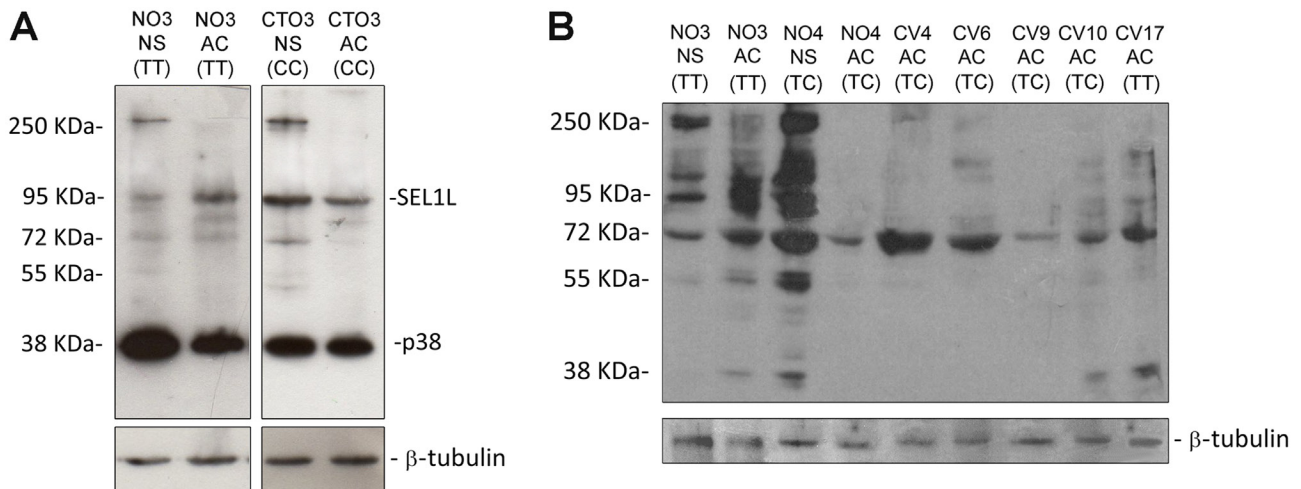 A
NO3 NO3 CTO3 CTO3
NS AC NS AC
(TT) (TT) (CC) (CC)
250 KDa-
95 KDa-
-SEL1L
72 KDa-
55 KDa-
38 KDa-
-p38
- β-tubulin
B
NO3 NO3 NO4 NO4 CV4 CV6 CV9 CV10 CV17
NS AC NS AC AC AC AC AC AC
(TT) (TT) (TC) (TC) (TC) (TC) (TC) (TC) (TT)
250 KDa-
95 KDa-
72 KDa-
55 KDa-
38 KDa-
- β-tubulin